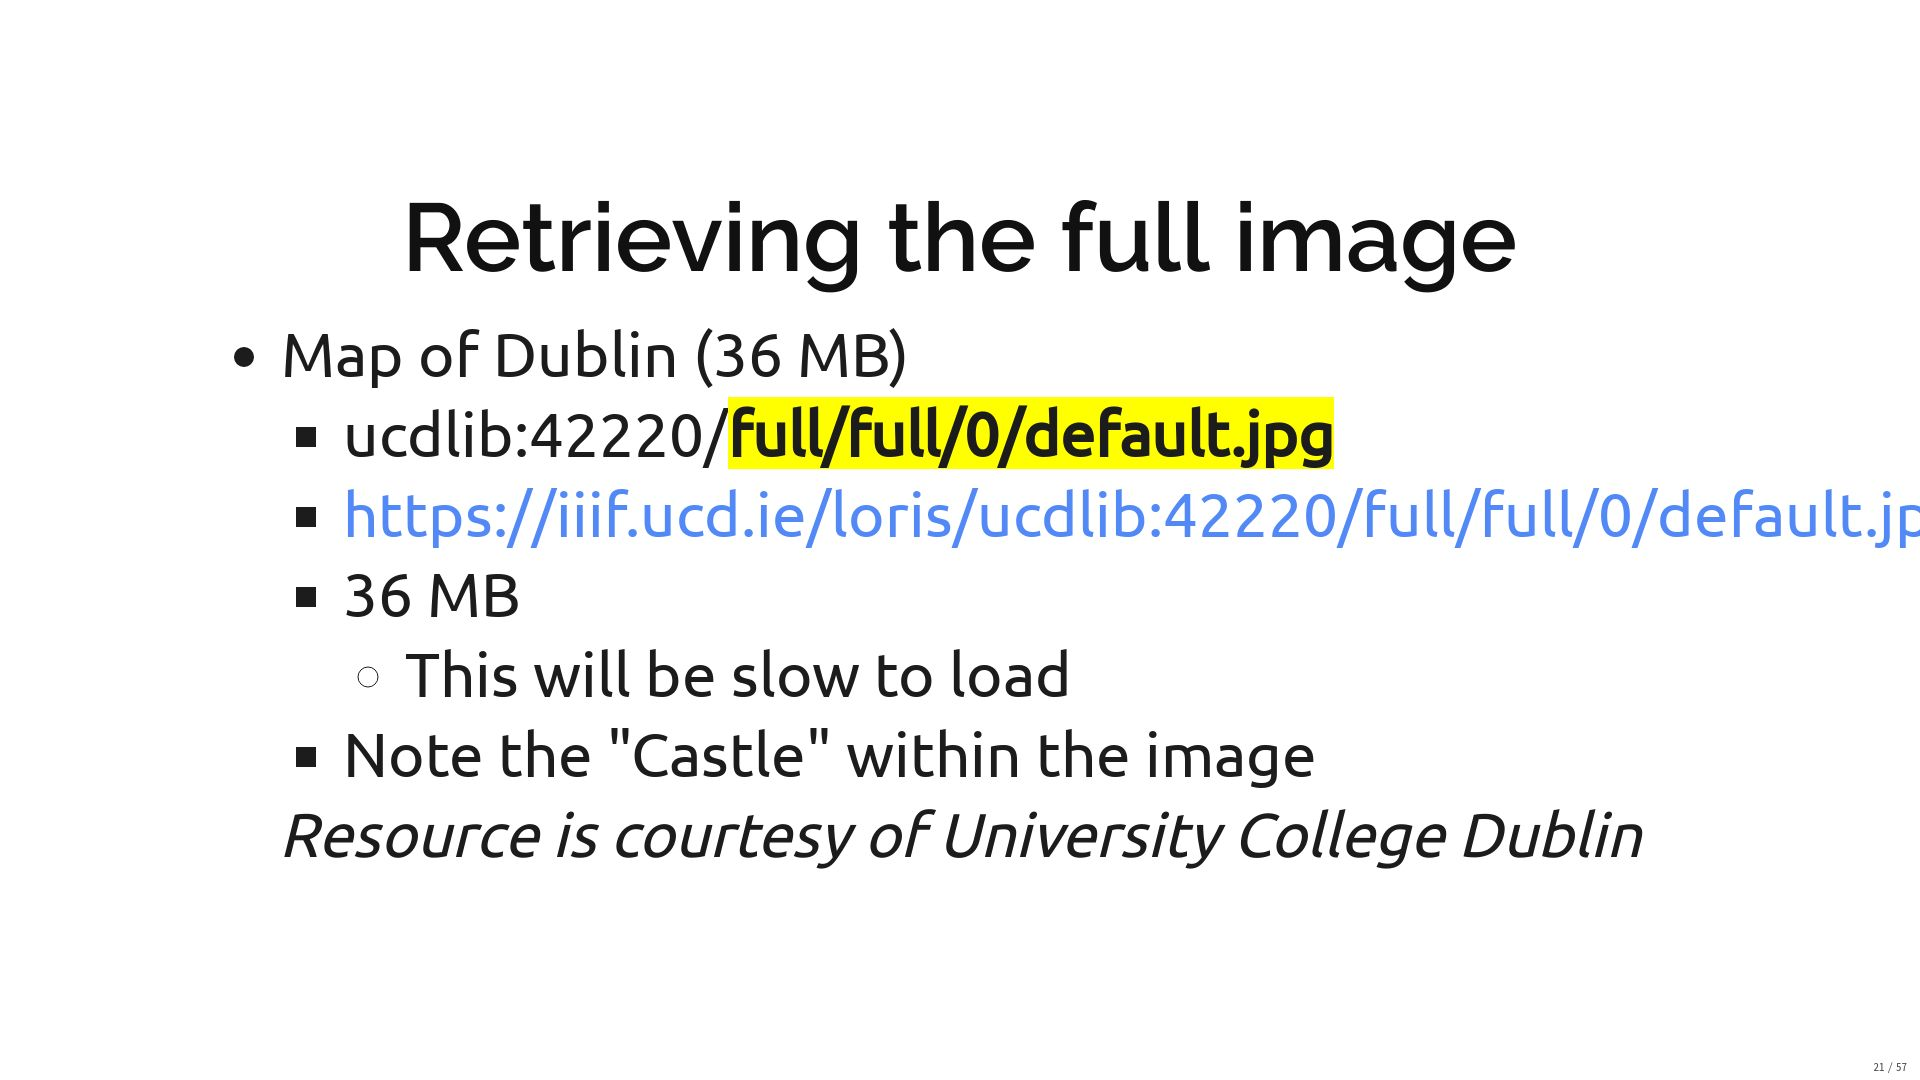 Retrieving the full image
Map of Dublin (36 MB)
ucdlib:42220/full/full/0/default.jpg
https://iiif.ucd.ie/loris/ucdlib:42220/full/full/0/default.jp
36 MB
This will be slow to load
Note the "Castle" within the image
Resource is courtesy of University College Dublin
21 / 57